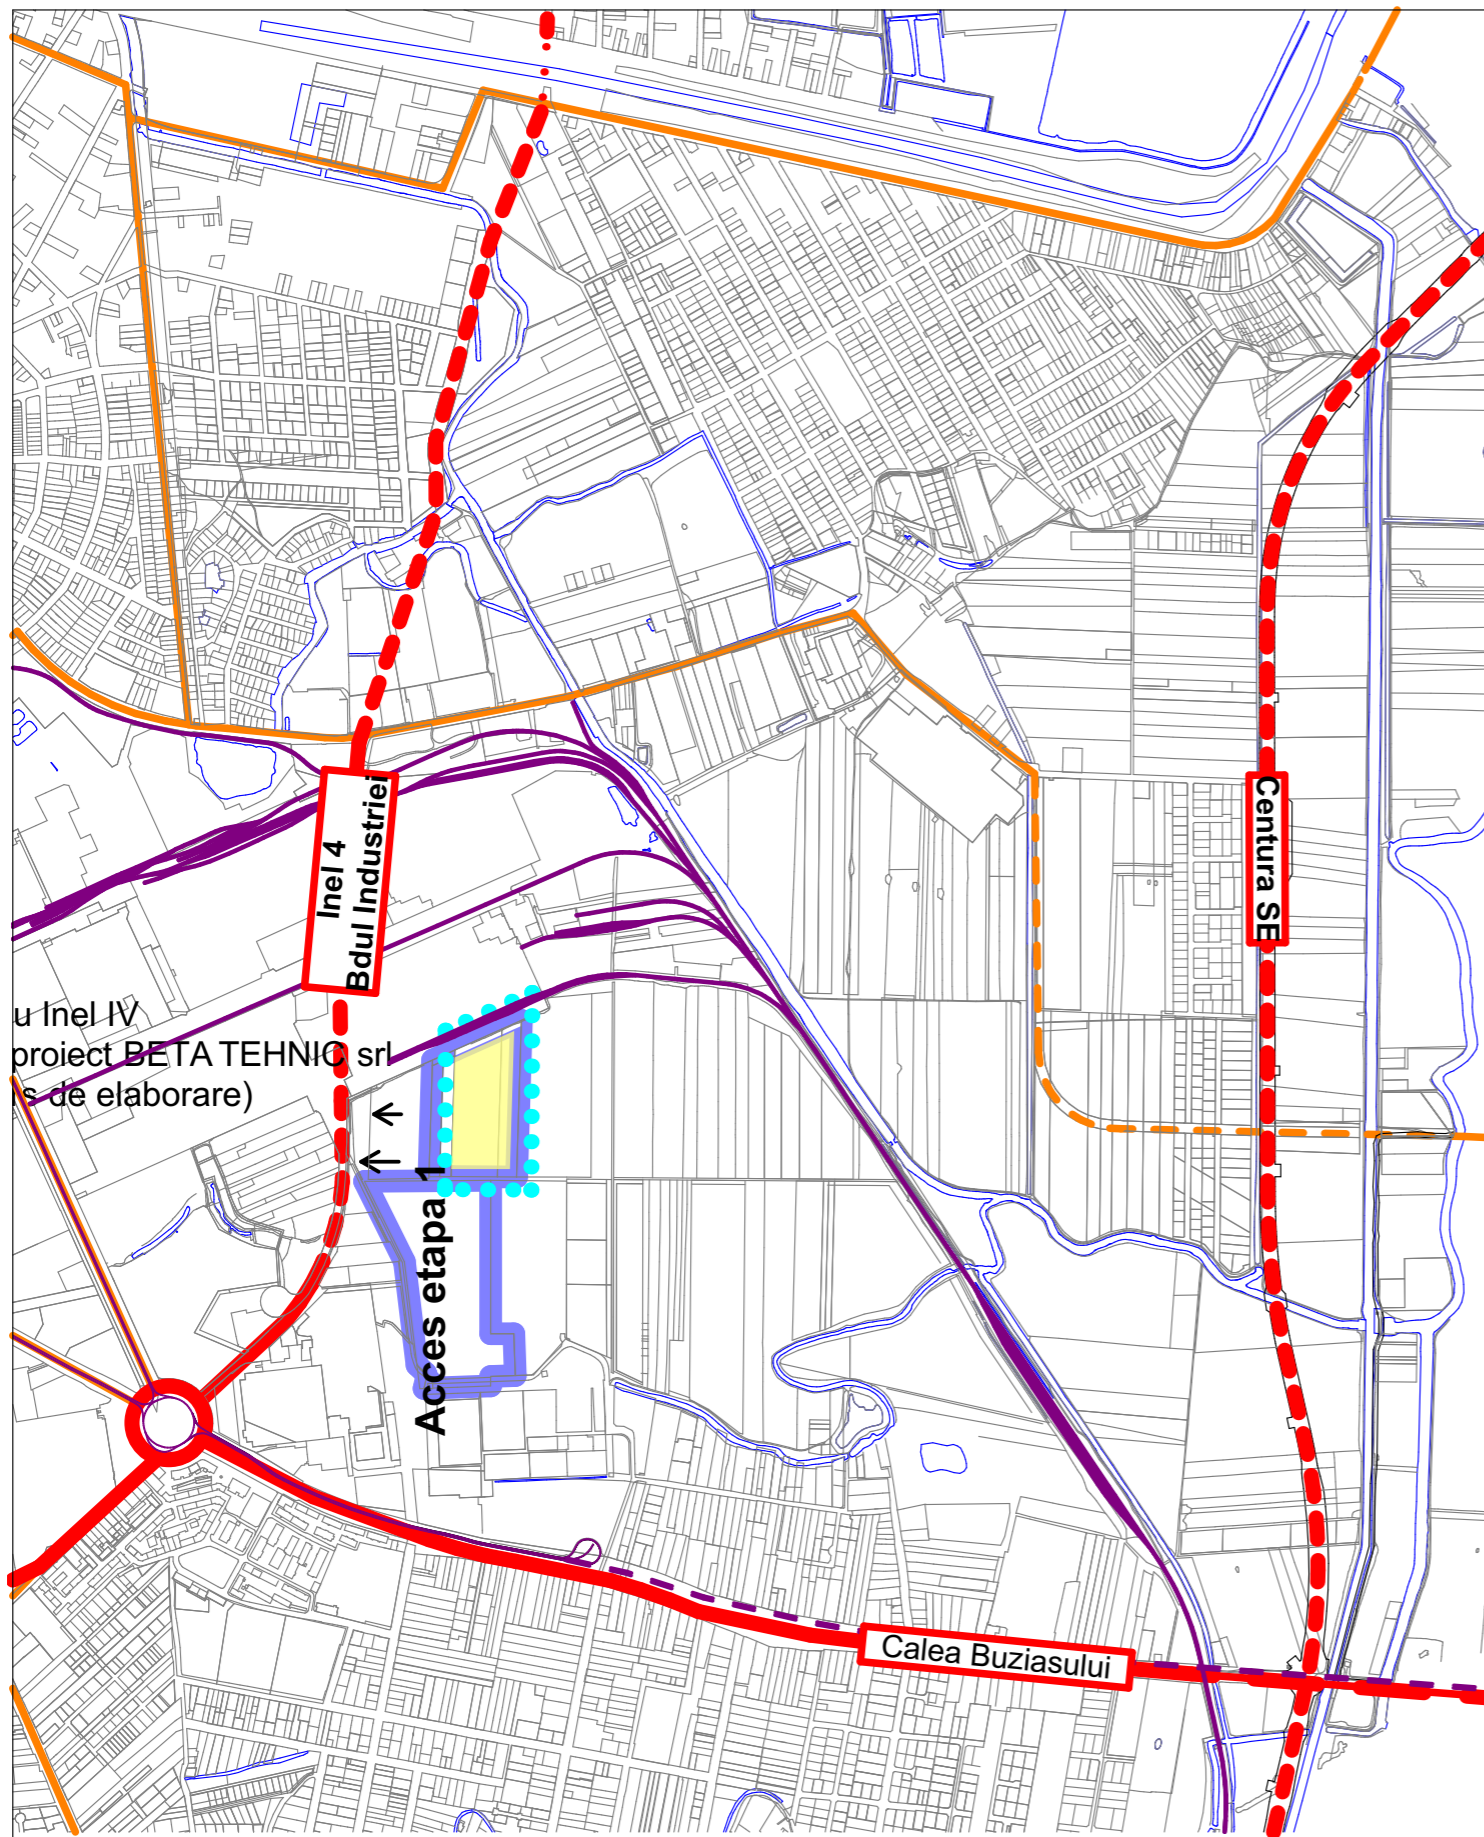 Inel 4
Bdul Industriei
Centura SE
u Inel IV
proiect BETA TEHNIC srl
s de elaborare)
Acces etapa 1
Calea Buziasului